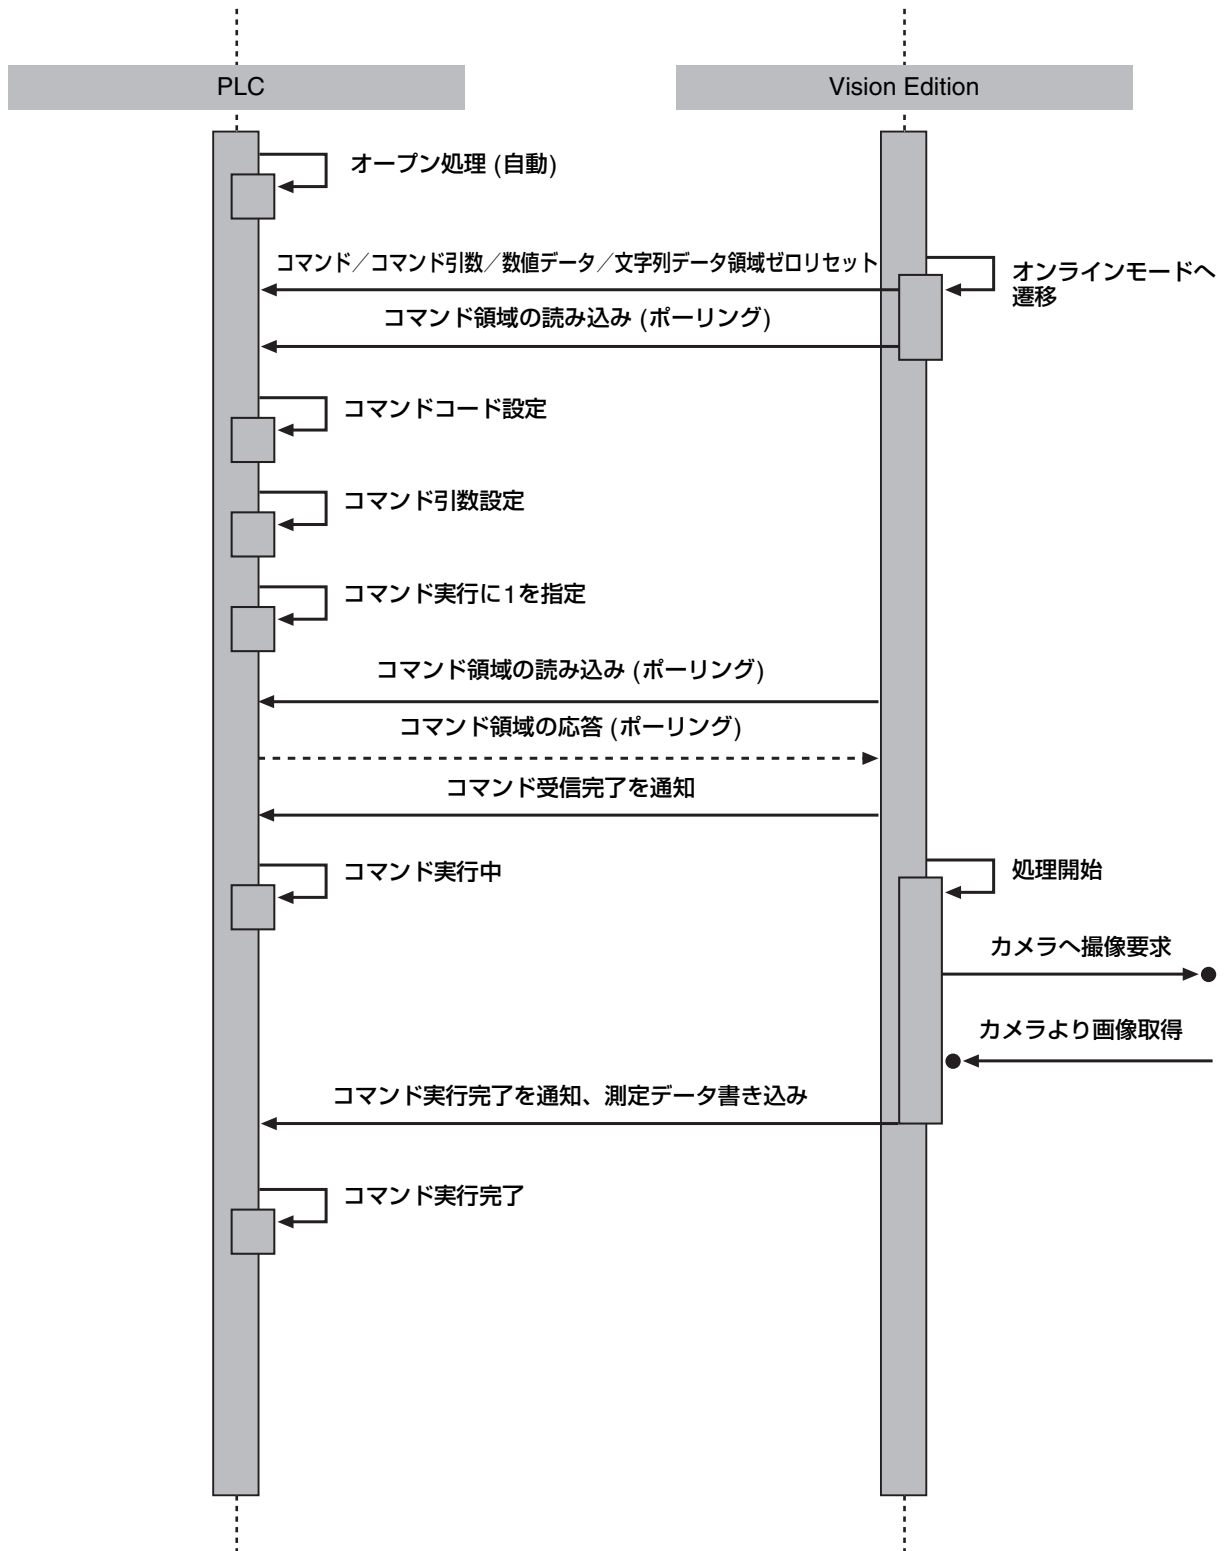 PLC
Vision Edition
オープン処理 (自動)
コマンド／コマンド引数／数値データ／文字列データ領域ゼロリセット
オンラインモードへ
遷移
コマンド領域の読み込み (ポーリング)
コマンドコード設定
コマンド引数設定
コマンド実行に1を指定
コマンド領域の読み込み (ポーリング)
コマンド領域の応答 (ポーリング)
コマンド受信完了を通知
コマンド実行中
処理開始
カメラへ撮像要求
カメラより画像取得
コマンド実行完了を通知、測定データ書き込み
コマンド実行完了